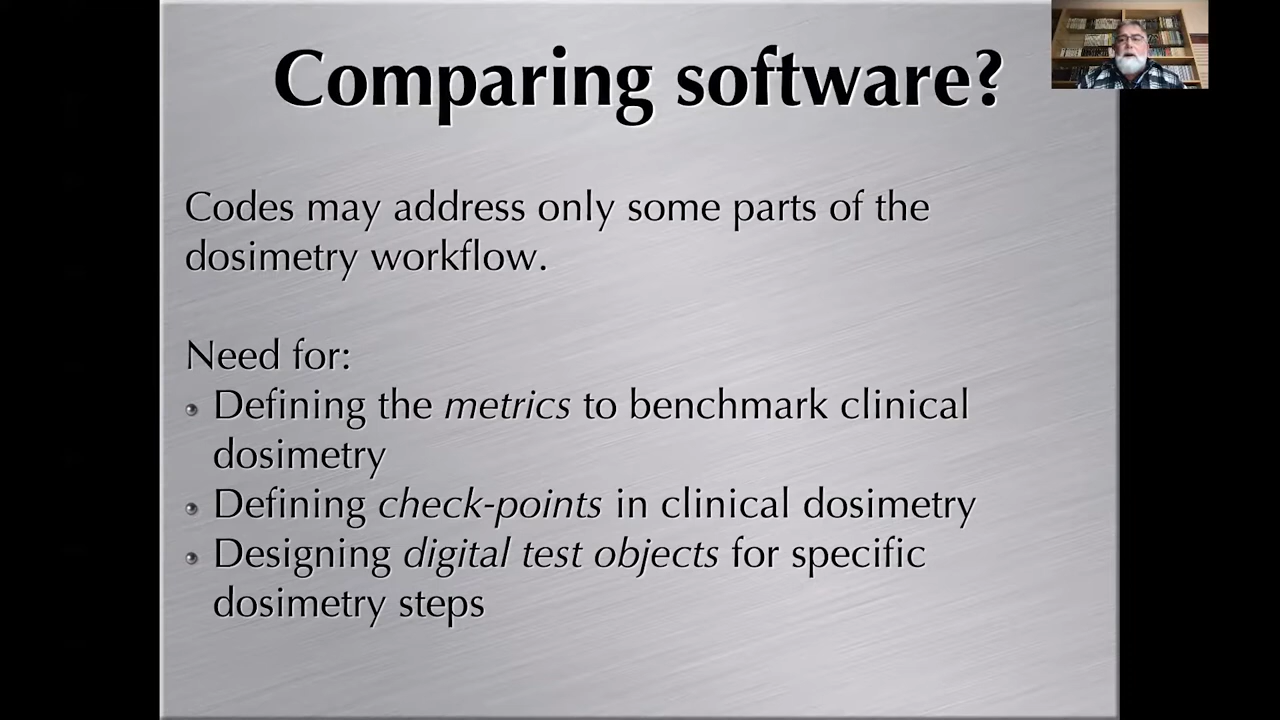 Comparing software?
Codes may address only some parts of the
dosimetry workflow.
Need for:
Defining the metrics to benchmark clinical
dosimetry
Defining check-points in clinical dosimetry
Designing digital test objects for specific
dosimetry steps